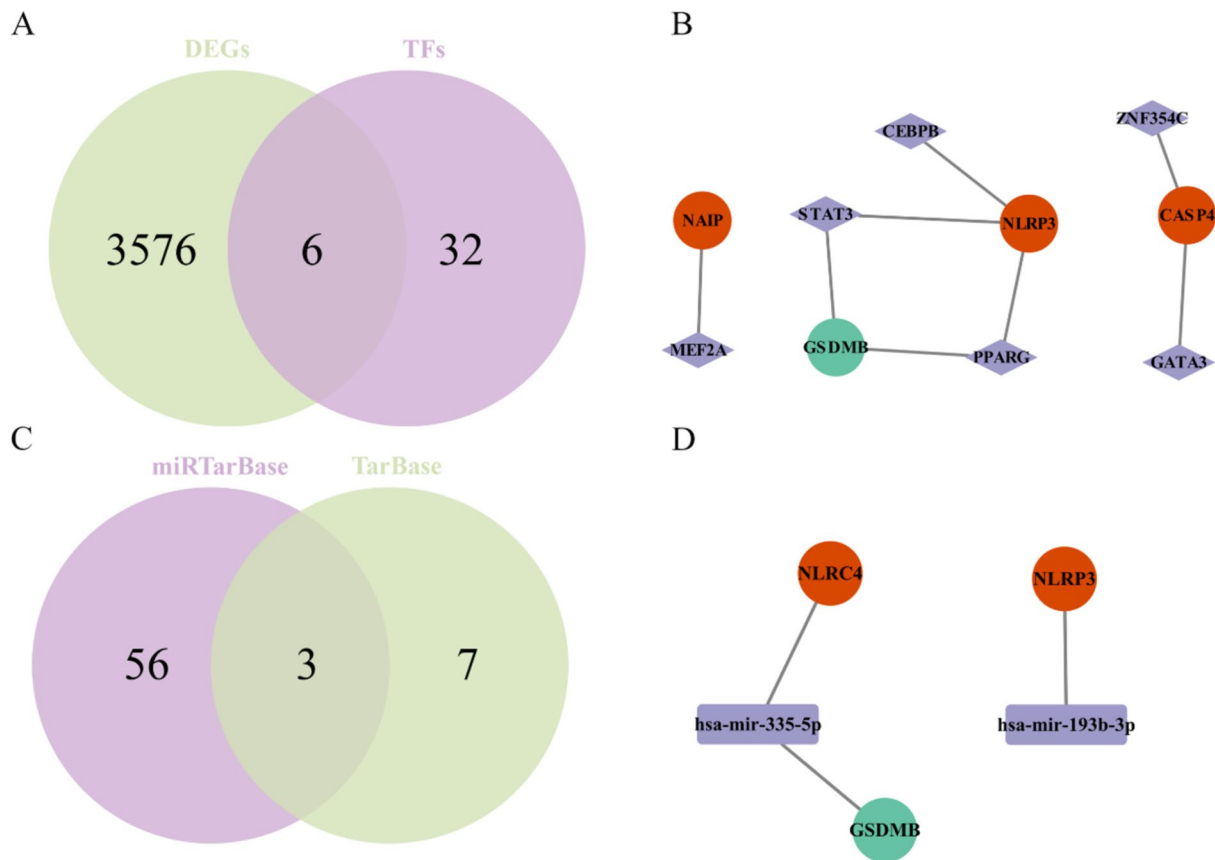 A
DEGs
TFs
3576
6
32
B
CEBPB
ZNF354C
NAIP
STAT3
NLRP3
CASP4
MEF2A
GSDMB
PPARG
GATA3
C
miRTarBase
TarBase
56
3
7
D
NLRC4
NLRP3
hsa-mir-335-5p
hsa-mir-193b-3p
GSDMB